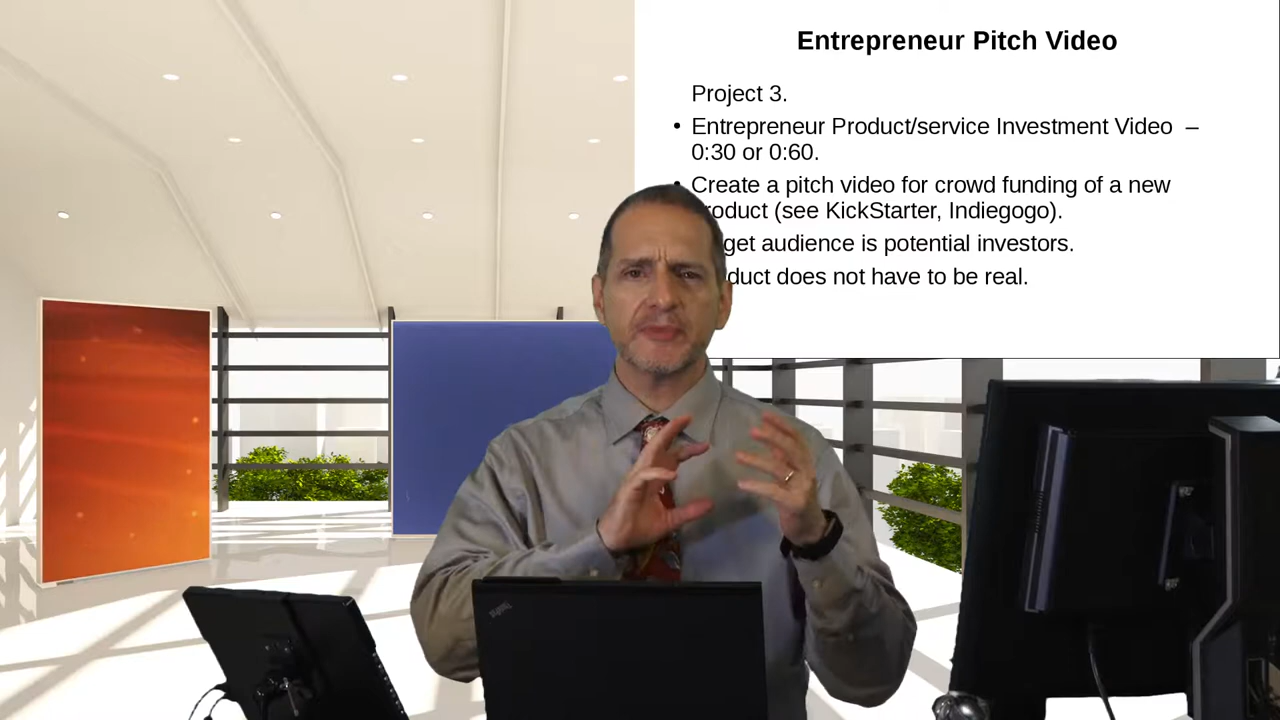 Entrepreneur Pitch Video
Project 3.
• Entrepreneur Product/service Investment Video –
0:30 or 0:60.
• Create a pitch video for crowd funding of a new
roduct (see KickStarter, Indiegogo).
get audience is potential investors.
duct does not have to be real.